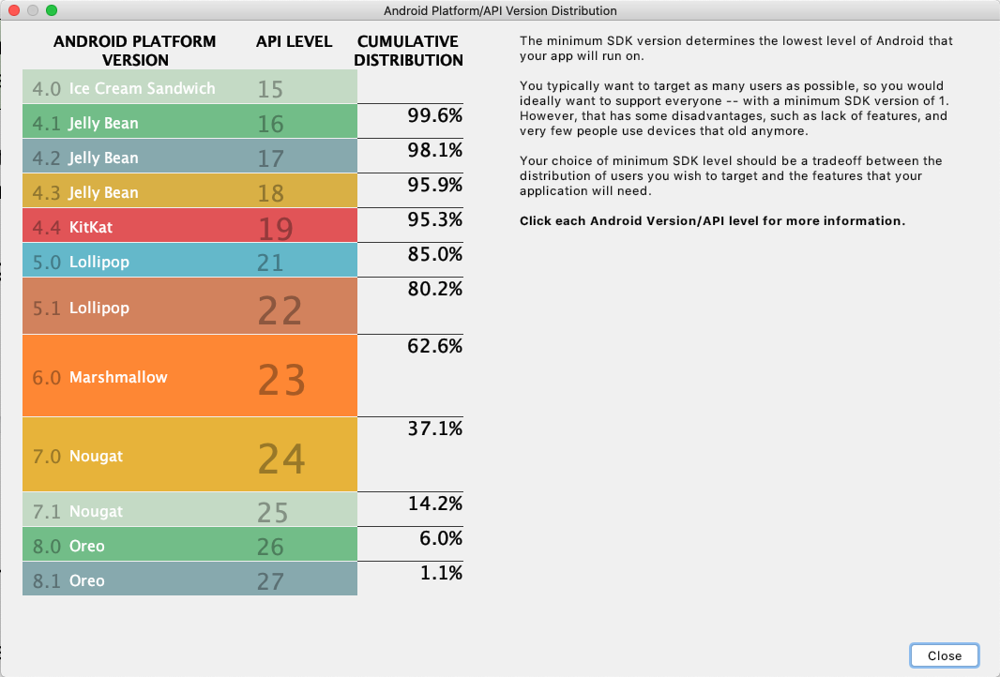 Android Platform/API Version Distribution
ANDROID PLATFORM VERSION API LEVEL CUMULATIVE DISTRIBUTION
4.0 Ice Cream Sandwich 15
99.6%
4.1 Jelly Bean 16
98.1%
4.2 Jelly Bean 17
95.9%
4.3 Jelly Bean 18
95.3%
4.4 KitKat 19
85.0%
5.0 Lollipop 21
80.2%
5.1 Lollipop 22
62.6%
6.0 Marshmallow 23
37.1%
7.0 Nougat 24
14.2%
7.1 Nougat 25
6.0%
8.0 Oreo 26
1.1%
8.1 Oreo 27
The minimum SDK version determines the lowest level of Android that
your app will run on.
You typically want to target as many users as possible, so you would
ideally want to support everyone -- with a minimum SDK version of 1.
However, that has some disadvantages, such as lack of features, and
very few people use devices that old anymore.
Your choice of minimum SDK level should be a tradeoff between the
distribution of users you wish to target and the features that your
application will need.
Click each Android Version/API level for more information.
Close